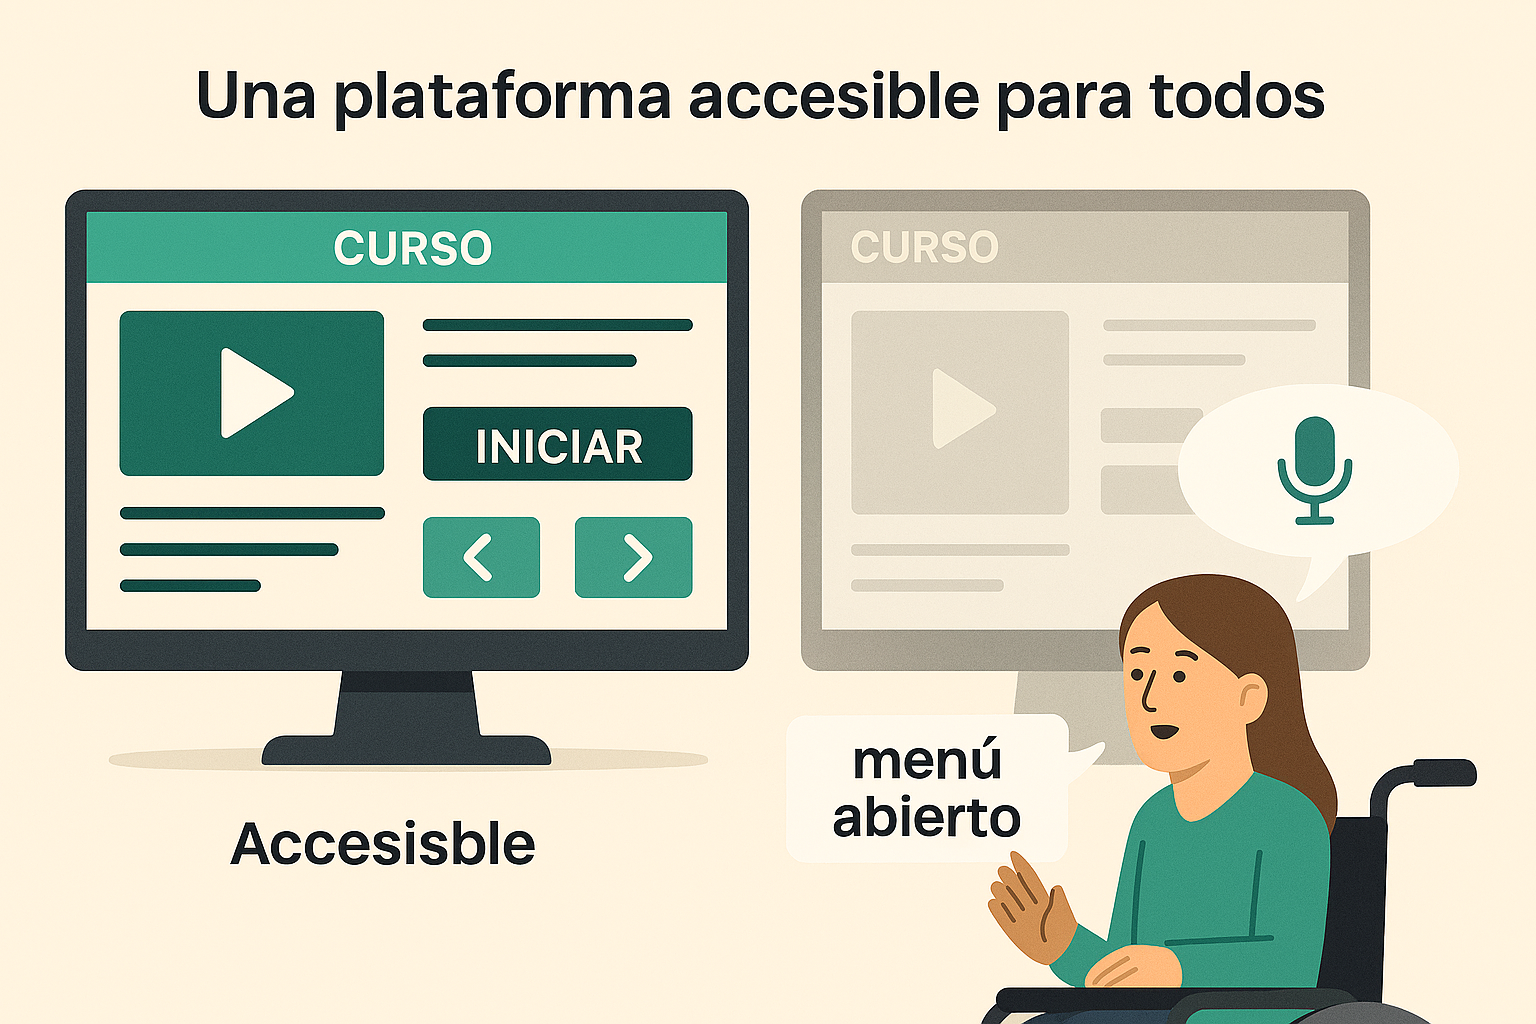 Una plataforma accesible para todos
CURSO
INICIAR
Accesisble
CURSO
menú
abierto